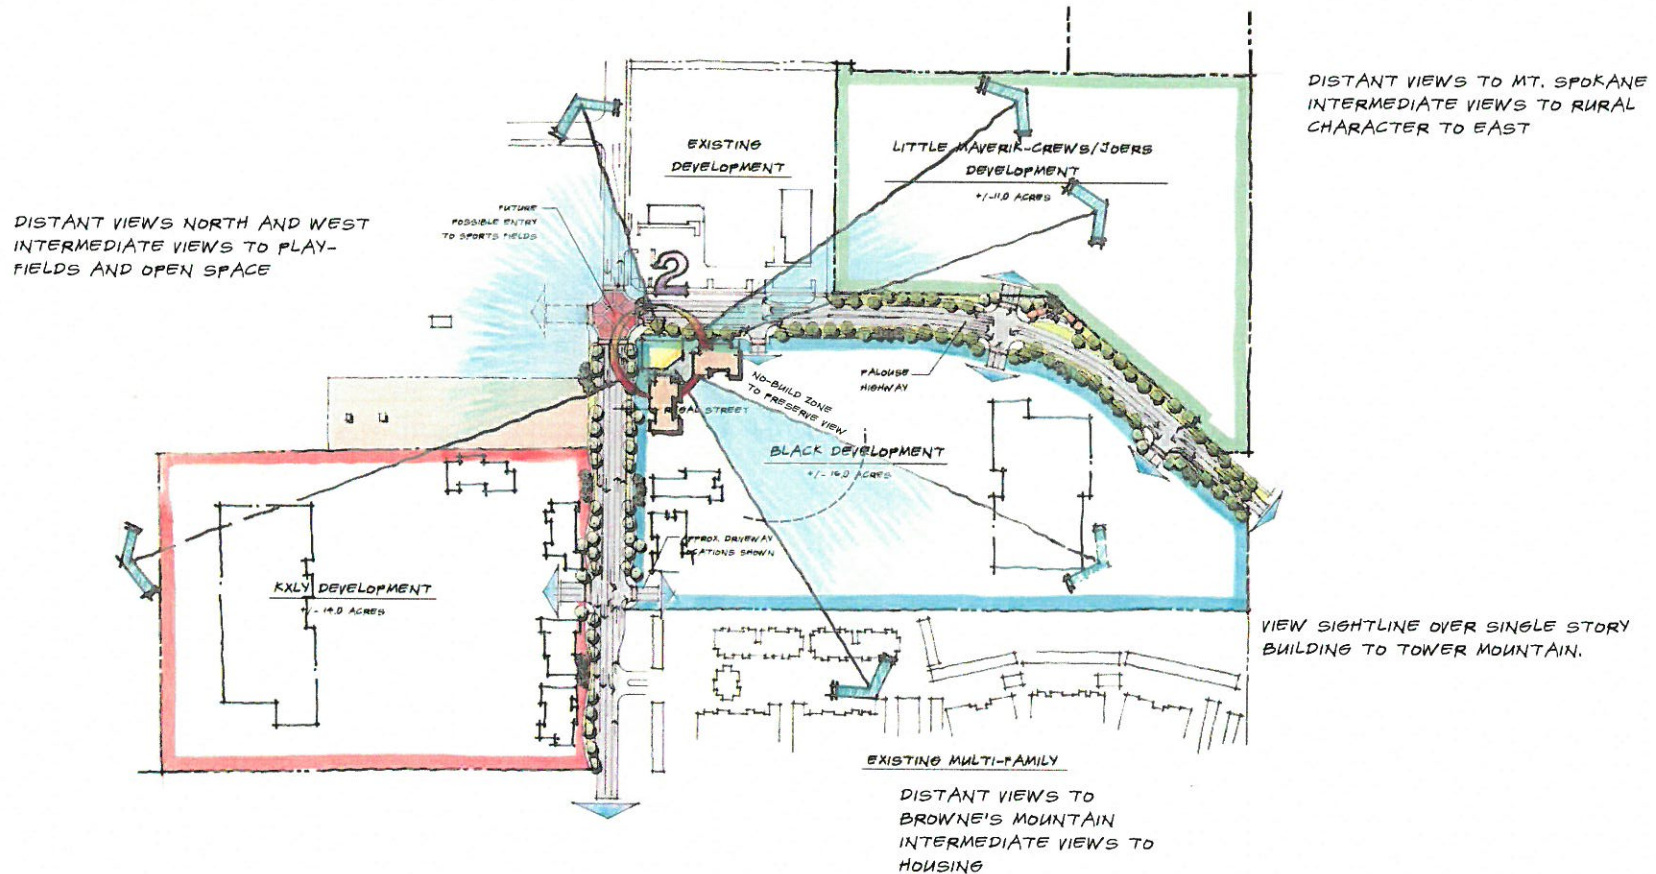 DISTANT VIEWS TO MT. SPOKANE
INTERMEDIATE VIEWS TO RURAL
CHARACTER TO EAST
EXISTING
DEVELOPMENT
LITTLE MAVERIK-CREWS/JOERS
DEVELOPMENT
+/-11.0 ACRES
DISTANT VIEWS NORTH AND WEST
INTERMEDIATE VIEWS TO PLAY-
FIELDS AND OPEN SPACE
FUTURE
POSSIBLE ENTRY
TO SPORTS FIELDS
2
PALOUSE
HIGHWAY
NO-BUILD ZONE
TO PRESERVE VIEW
REGAL STREET
BLACK DEVELOPMENT
+/- 16.0 ACRES
APPROX. DRIVEWAY
LOCATIONS SHOWN
KXLY DEVELOPMENT
+/- 14.0 ACRES
VIEW SIGHTLINE OVER SINGLE STORY
BUILDING TO TOWER MOUNTAIN.
EXISTING MULTI-FAMILY
DISTANT VIEWS TO
BROWNE'S MOUNTAIN
INTERMEDIATE VIEWS TO
HOUSING